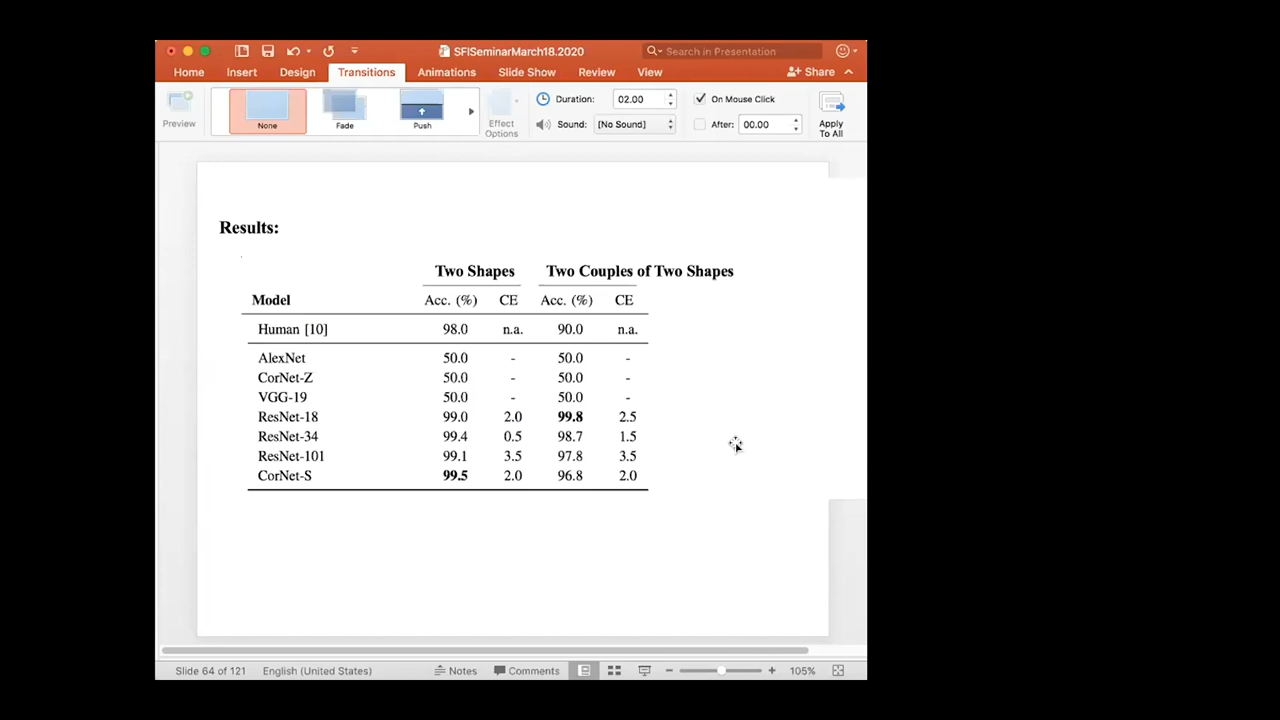 SFISeminarMarch18.2020
Search in Presentation
Home Insert Design Transitions Animations Slide Show Review View Share
Preview None Fade Push Effect Options Duration: 02.00 On Mouse Click Apply To All
Sound: [No Sound] After: 00.00
Results:
Two Shapes Two Couples of Two Shapes
Model Acc. (%) CE Acc. (%) CE
Human [10] 98.0 n.a. 90.0 n.a.
AlexNet 50.0 - 50.0 -
CorNet-Z 50.0 - 50.0 -
VGG-19 50.0 - 50.0 -
ResNet-18 99.0 2.0 99.8 2.5
ResNet-34 99.4 0.5 98.7 1.5
ResNet-101 99.1 3.5 97.8 3.5
CorNet-S 99.5 2.0 96.8 2.0
Slide 64 of 121 English (United States) Notes Comments 105%